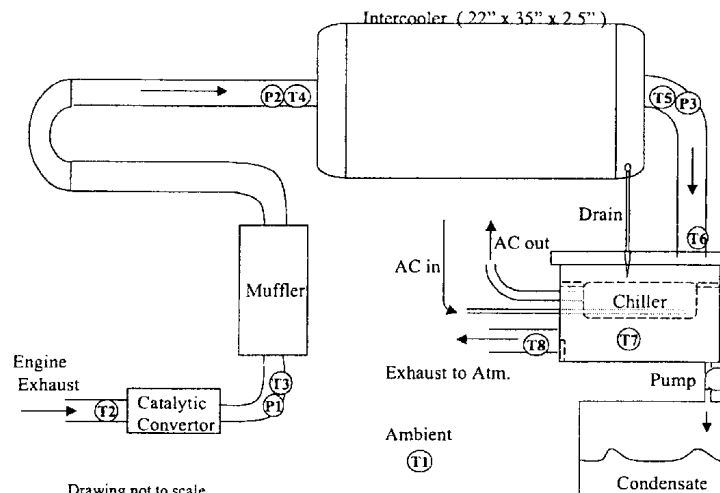 Intercooler ( 22" x 35" x 2.5" )
P2 T4
T5 P3
Drain
T6
AC out
AC in
Muffler
Chiller
T8
T7
Engine
Exhaust
T3
Exhaust to Atm.
Pump
T2
Catalytic
Convertor
P1
Ambient
T1
Condensate
Drawing not to scale